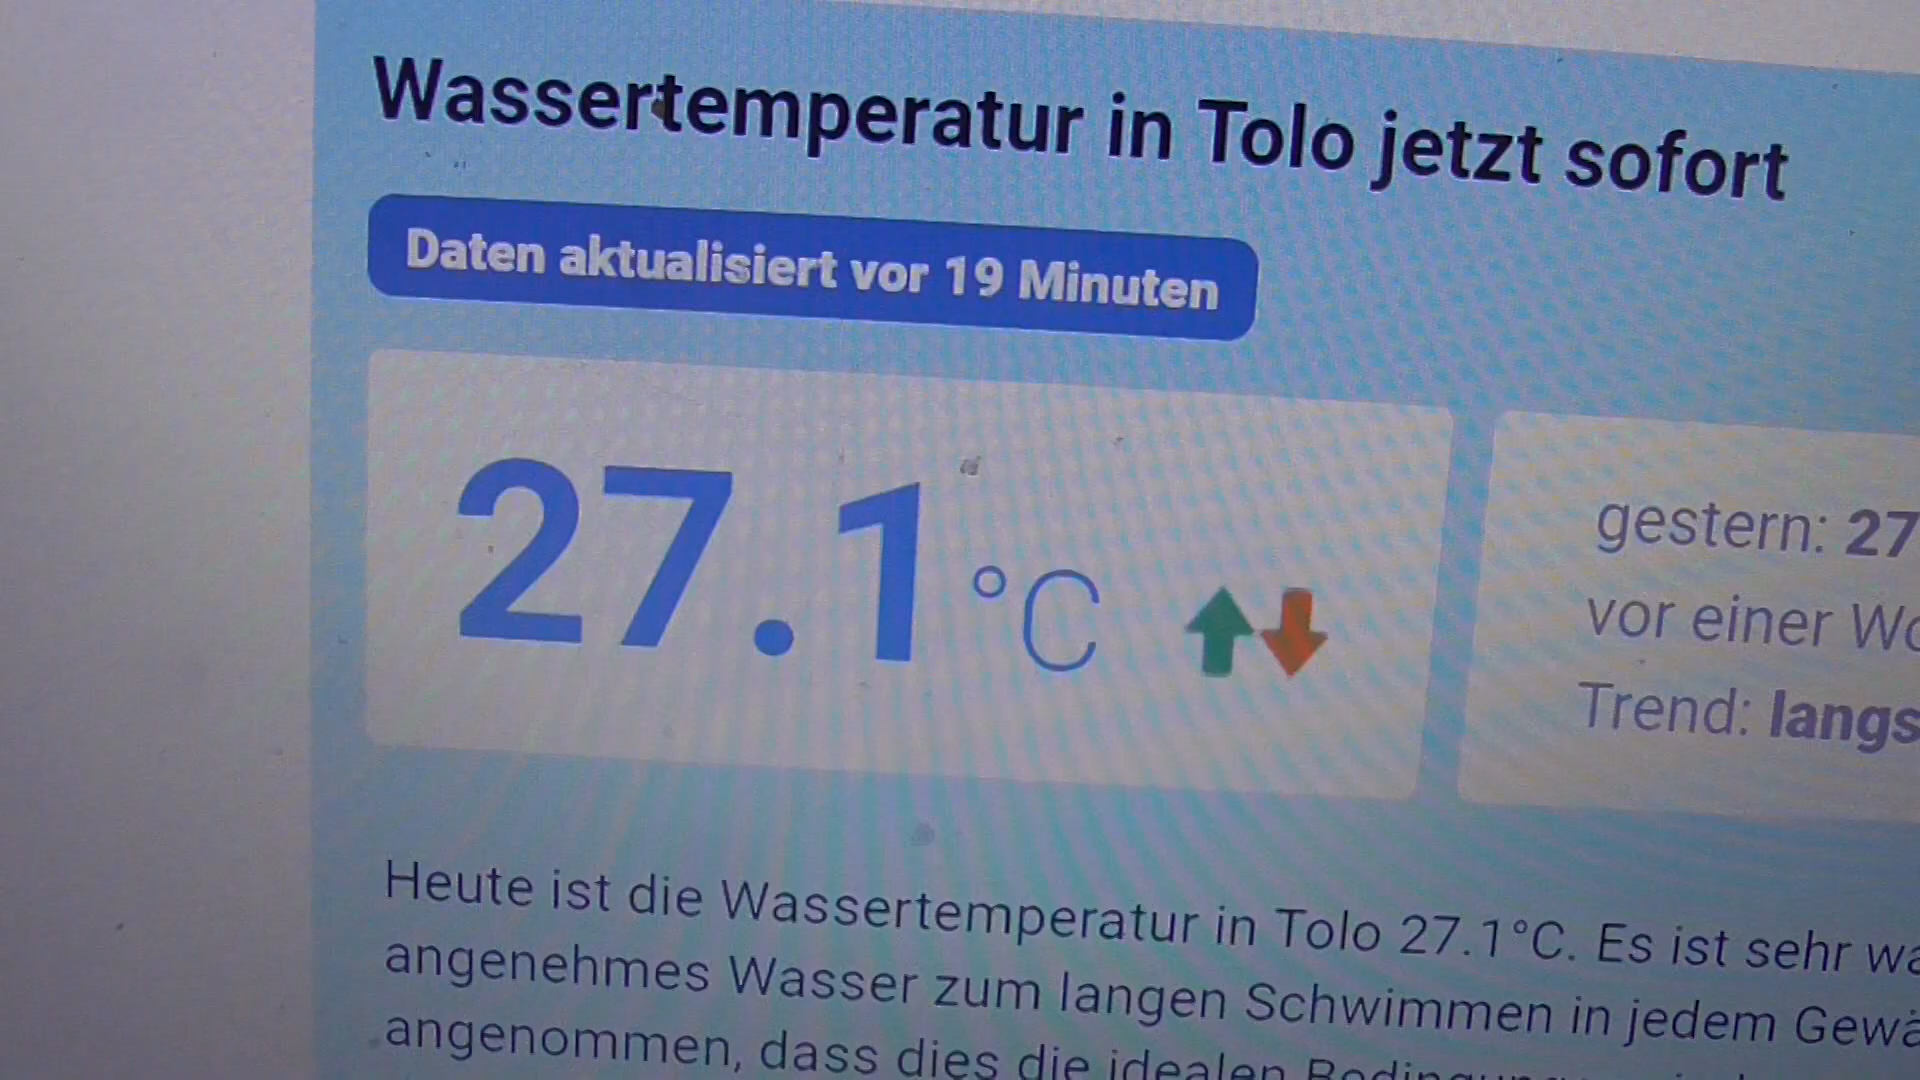 Wassertemperatur in Tolo jetzt sofort
Daten aktualisiert vor 19 Minuten
27.1 °C
gestern: 27
vor einer
Trend: langs
Heute ist die Wassertemperatur in Tolo 27.1°C. Es ist sehr
angenehmes Wasser zum langen Schwimmen in jedem
angenommen, dass dies die idealen